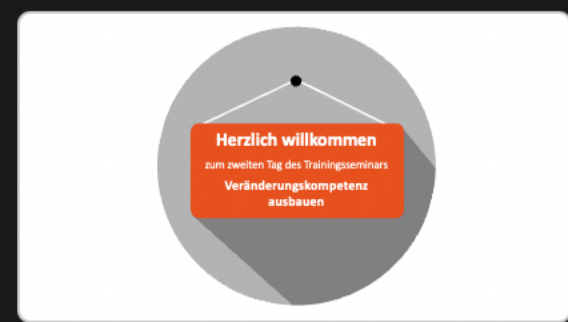 Herzlich willkommen
zum zweiten Tag des Trainingsseminars
Veränderungskompetenz
ausbauen